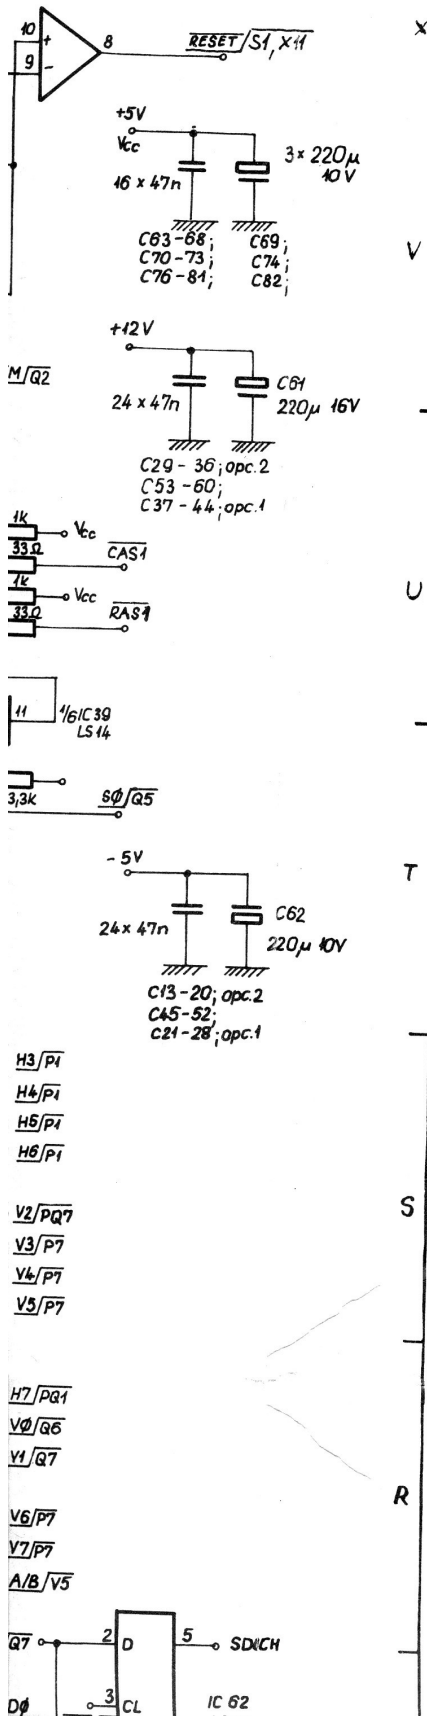 X
10
+
8
RESET/S1, X11
9
-
+5V
Vcc
3×220µ
10V
16×47n
C63-68; C69;
C70-73; C74;
C76-81; C82;
V
+12V
M/Q2
24×47n
C61
220µ 16V
C29-36; opc.2
C53-60;
C37-44; opc.1
1k
Vcc
33Ω
CAS1
1k
Vcc
33Ω
RAS1
U
11
1/6 IC39
LS14
3,3k
SØ/Q5
-5V
T
24×47n
C62
220µ 10V
C13-20; opc.2
C45-52;
C21-28; opc.1
H3/P1
H4/P1
H5/P1
H6/P1
S
V2/PQ7
V3/P7
V4/P7
V5/P7
H7/PQ1
VØ/Q6
V1/Q7
R
V6/P7
V7/P7
A/B/V5
Q7
2
D
5
SDLCH
3
CL
IC 62
DØ